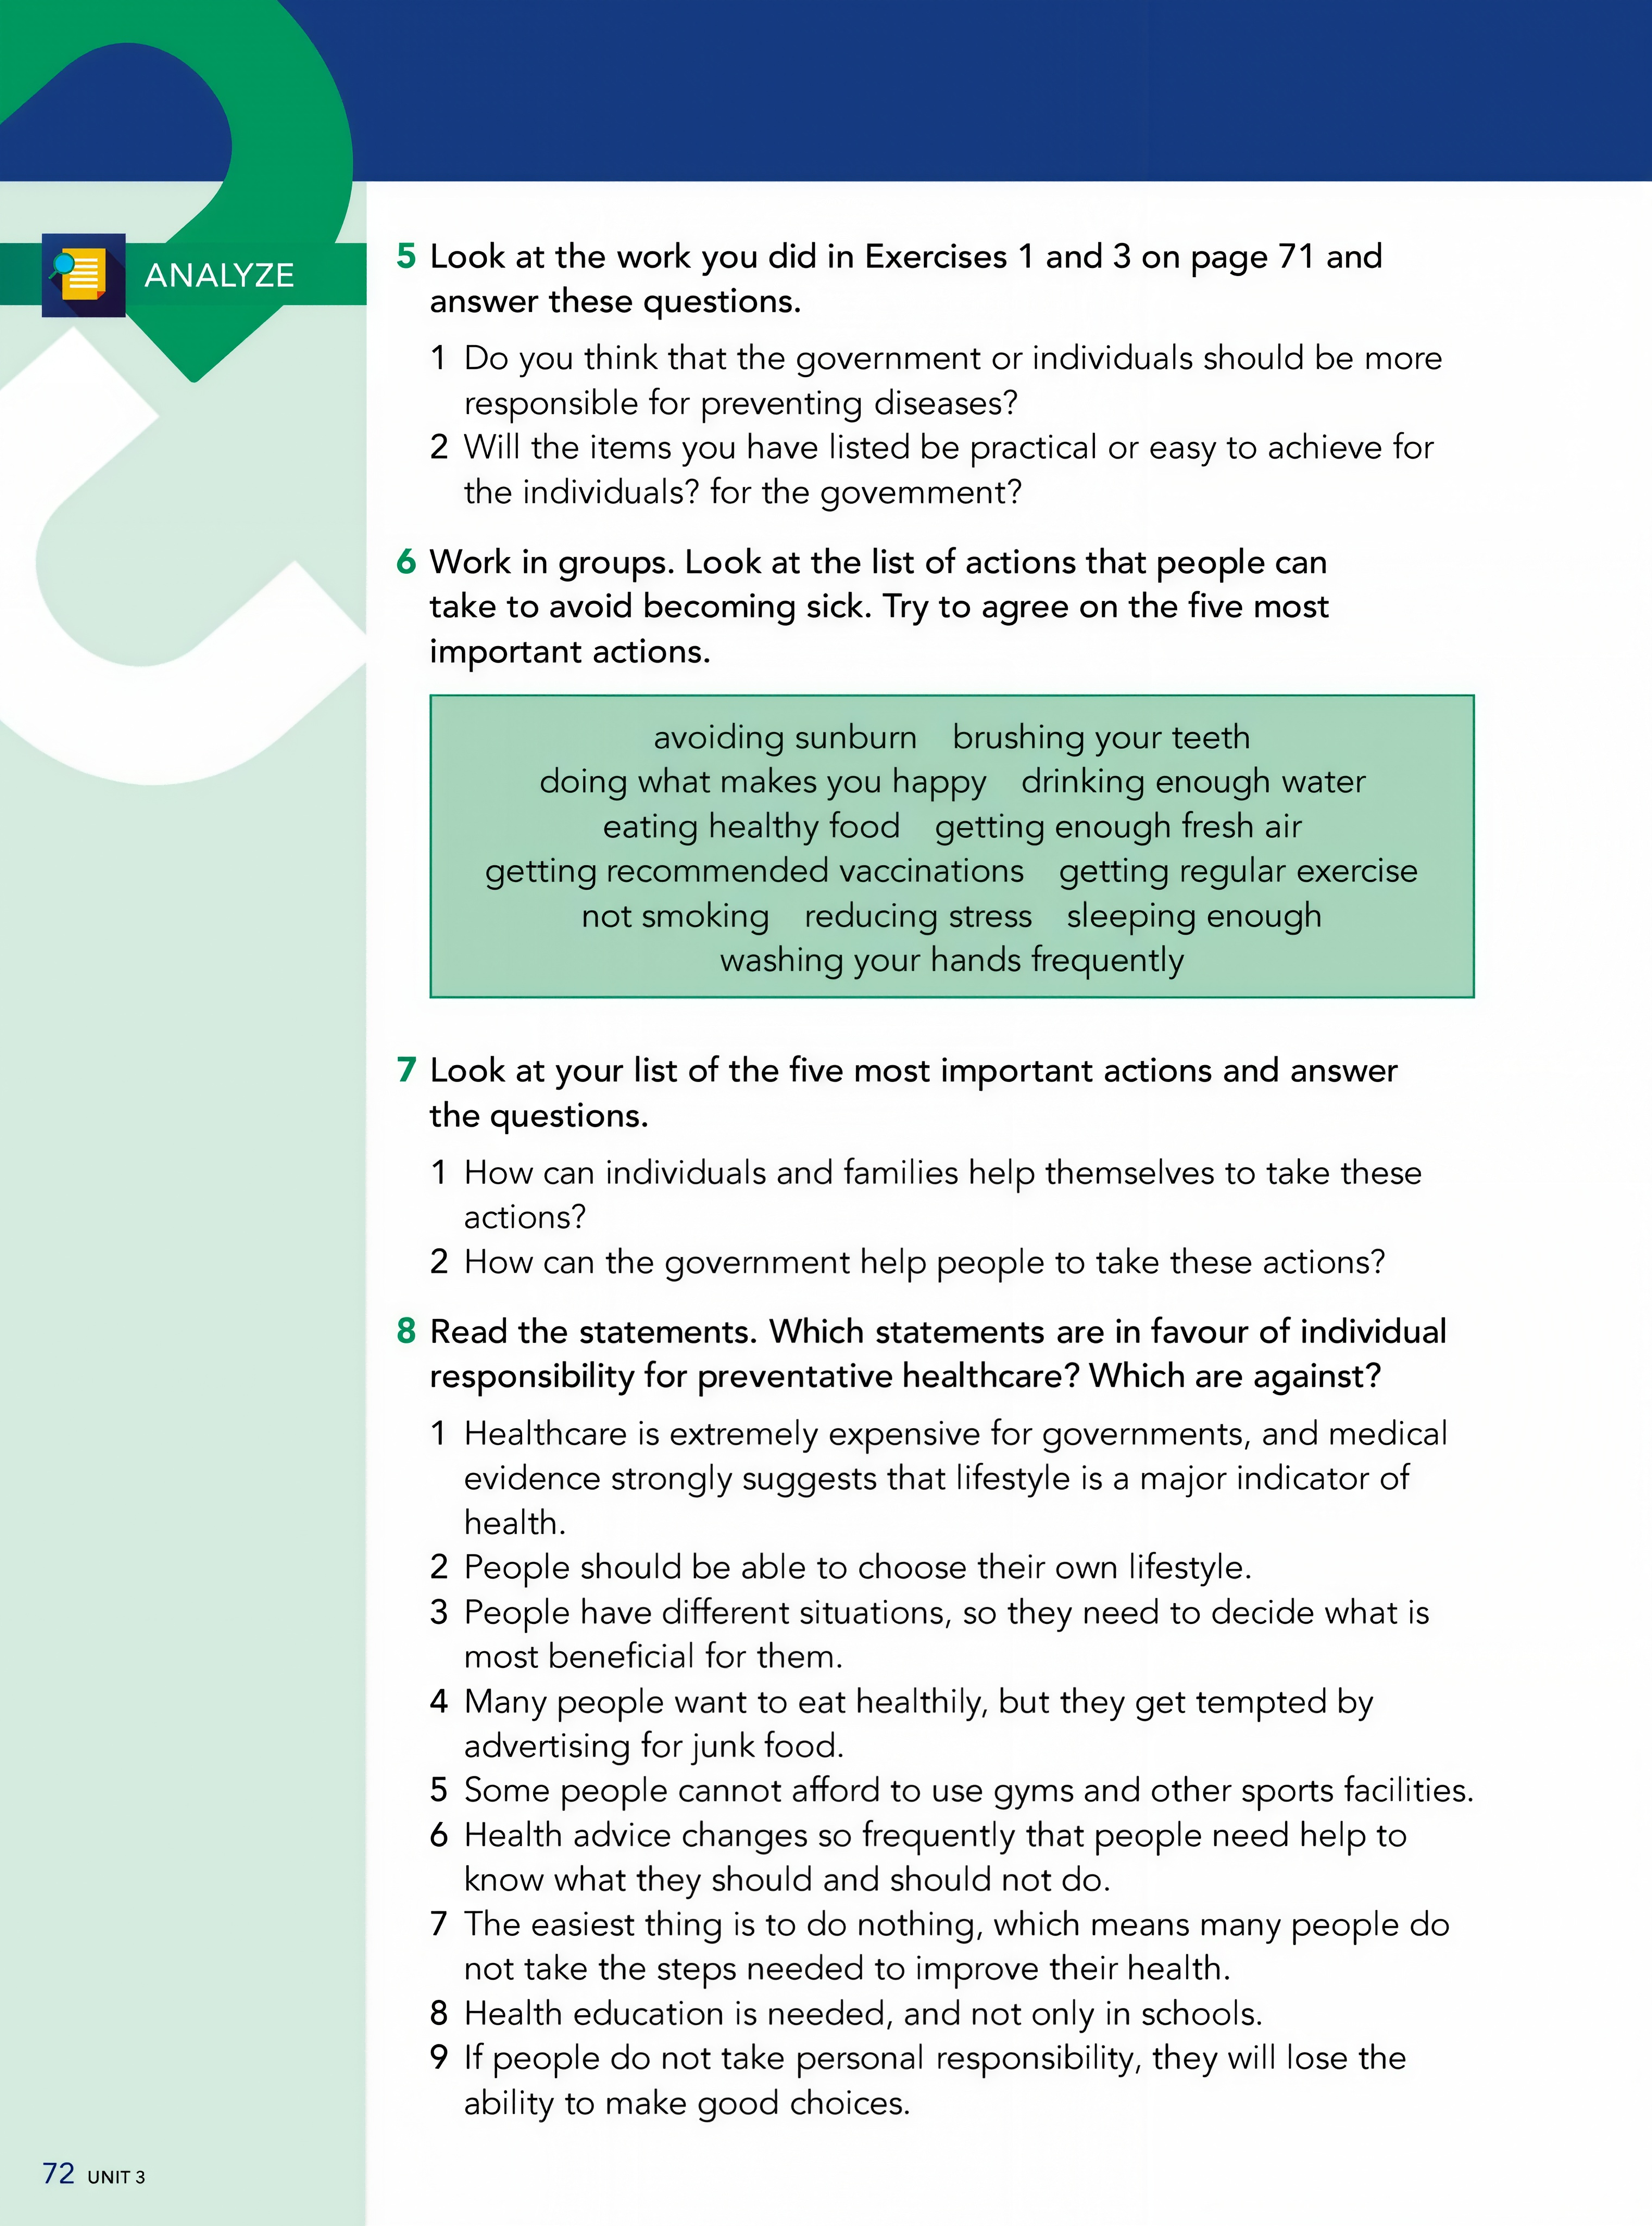 ANALYZE
5 Look at the work you did in Exercises 1 and 3 on page 71 and
answer these questions.
1 Do you think that the government or individuals should be more
responsible for preventing diseases?
2 Will the items you have listed be practical or easy to achieve for
the individuals? for the govemment?
6 Work in groups. Look at the list of actions that people can
take to avoid becoming sick. Try to agree on the five most
important actions.
avoiding sunburn brushing your teeth
doing what makes you happy drinking enough water
eating healthy food getting enough fresh air
getting recommended vaccinations getting regular exercise
not smoking reducing stress sleeping enough
washing your hands frequently
7 Look at your list of the five most important actions and answer
the questions.
1 How can individuals and families help themselves to take these
actions?
2 How can the government help people to take these actions?
8 Read the statements. Which statements are in favour of individual
responsibility for preventative healthcare? Which are against?
1 Healthcare is extremely expensive for governments, and medical
evidence strongly suggests that lifestyle is a major indicator of
health.
2 People should be able to choose their own lifestyle.
3 People have different situations, so they need to decide what is
most beneficial for them.
4 Many people want to eat healthily, but they get tempted by
advertising for junk food.
5 Some people cannot afford to use gyms and other sports facilities.
6 Health advice changes so frequently that people need help to
know what they should and should not do.
7 The easiest thing is to do nothing, which means many people do
not take the steps needed to improve their health.
8 Health education is needed, and not only in schools.
9 If people do not take personal responsibility, they will lose the
ability to make good choices.
72 UNIT 3